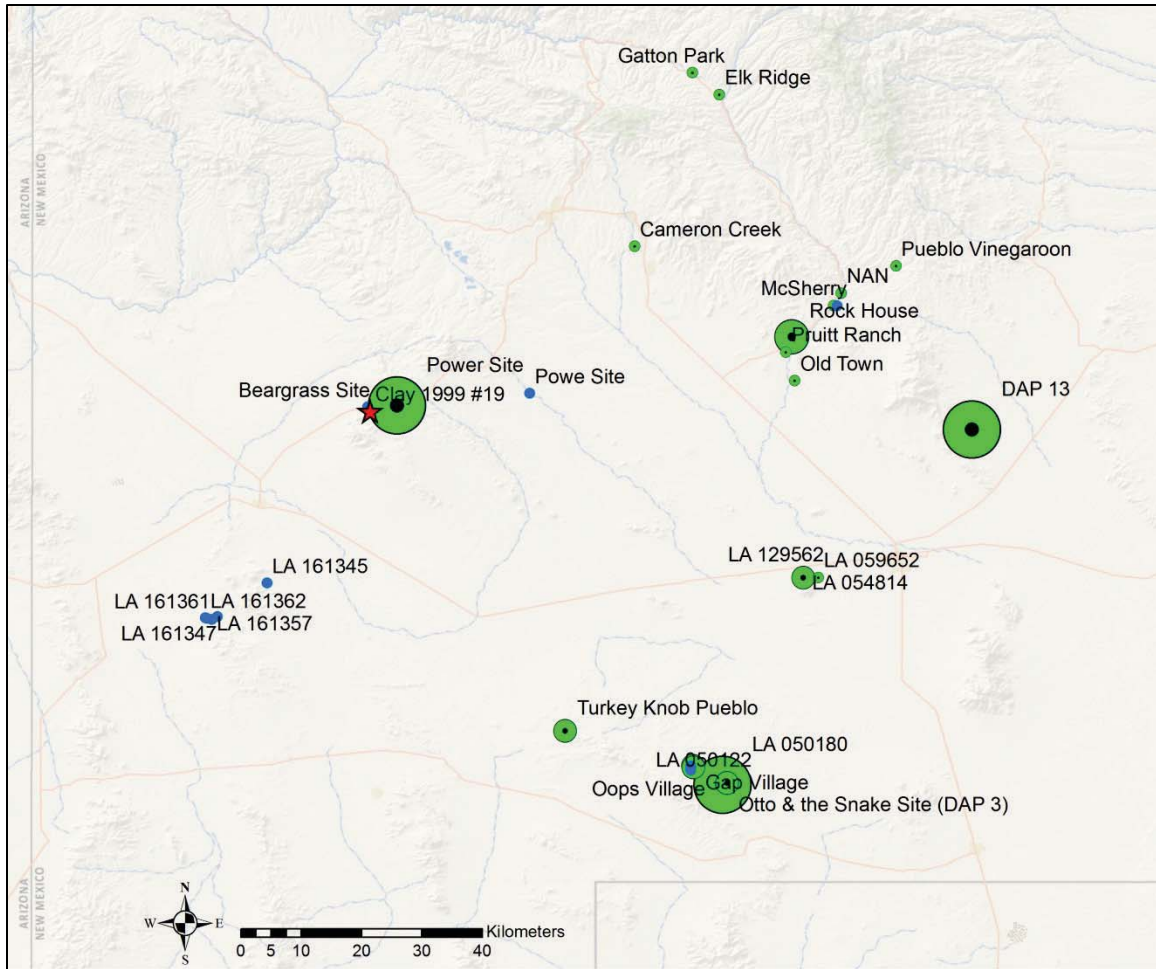 Gatton Park
Elk Ridge
ARIZONA
NEW MEXICO
Cameron Creek
Pueblo Vinegaroon
NAN
McSherry
Rock House
Pruitt Ranch
Old Town
Power Site
Powe Site
Beargrass Site
Clay 1999 #19
DAP 13
LA 129562
LA 059652
LA 054814
LA 161345
LA 161361
LA 161362
LA 161347
LA 161357
Turkey Knob Pueblo
LA 050180
LA 050122
Oops Village
Gap Village
Otto & the Snake Site (DAP 3)
ARIZONA
NEW MEXICO
N
W
E
S
Kilometers
0 5 10 20 30 40